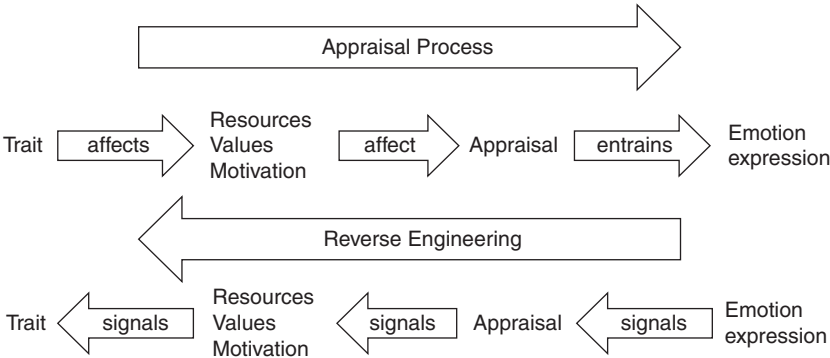 Appraisal Process
Trait
affects
Resources
Values
Motivation
affect
Appraisal
entrains
Emotion
expression
Reverse Engineering
Trait
signals
Resources
Values
Motivation
signals
Appraisal
signals
Emotion
expression